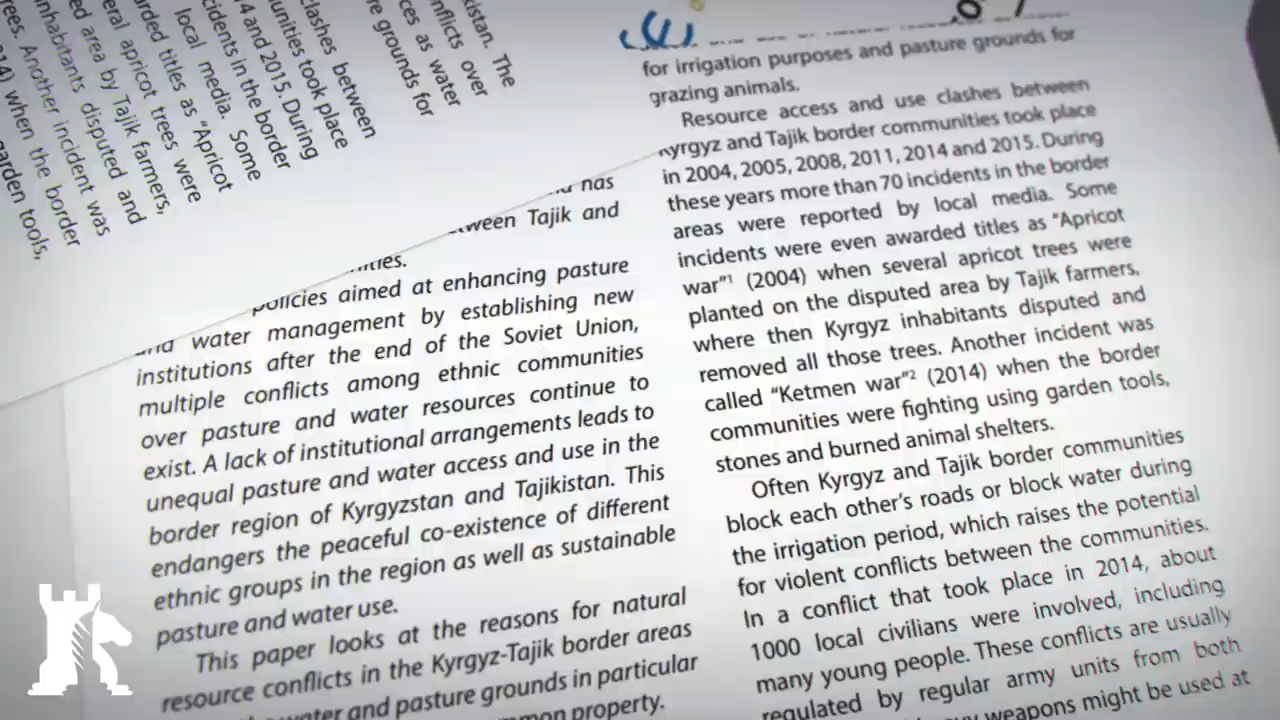 kistan. The
nflicts over
ces as water
re grounds for
clashes between
unities took place
4 and 2015. During
cidents in the border
local media. Some
arded titles as "Apricot
eral apricot trees were
ed area by Tajik farmers,
inhabitants disputed and
rees. Another incident was
14) when the border
garden tools,
has
ween Tajik and
policies aimed at enhancing pasture
water management by establishing new
institutions after the end of the Soviet Union,
multiple conflicts among ethnic communities
over pasture and water resources continue to
exist. A lack of institutional arrangements leads to
unequal pasture and water access and use in the
border region of Kyrgyzstan and Tajikistan. This
endangers the peaceful co-existence of different
ethnic groups in the region as well as sustainable
pasture and water use.
This paper looks at the reasons for natural
resource conflicts in the Kyrgyz-Tajik border areas
water and pasture grounds in particular
mon property.
for irrigation purposes and pasture grounds for
grazing animals.
Resource access and use clashes between
Kyrgyz and Tajik border communities took place
in 2004, 2005, 2008, 2011, 2014 and 2015. During
these years more than 70 incidents in the border
areas were reported by local media. Some
incidents were even awarded titles as "Apricot
war"¹ (2004) when several apricot trees were
planted on the disputed area by Tajik farmers,
where then Kyrgyz inhabitants disputed and
removed all those trees. Another incident was
called "Ketmen war"² (2014) when the border
communities were fighting using garden tools,
stones and burned animal shelters.
Often Kyrgyz and Tajik border communities
block each other's roads or block water during
the irrigation period, which raises the potential
for violent conflicts between the communities.
In a conflict that took place in 2014, about
1000 local civilians were involved, including
many young people. These conflicts are usually
regulated by regular army units from both
weapons might be used at